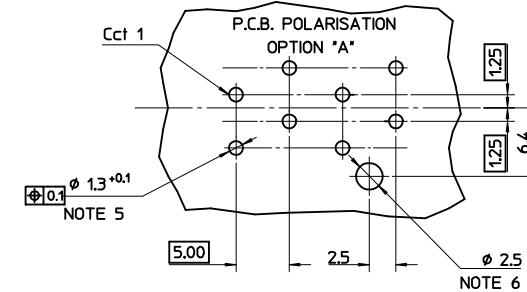 P.C.B. POLARISATION
OPTION "A"
Cct 1
1.25
1.25
6.4
⌖ 0.1
ø 1.3 +0.1
NOTE 5
5.00
2.5
ø 2.5
NOTE 6